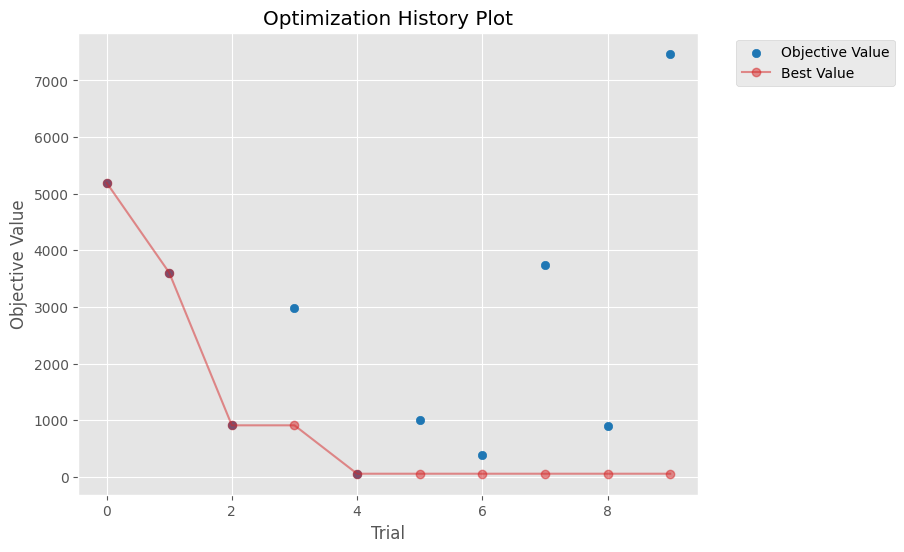 Optimization History Plot
Objective Value
Best Value
7000
6000
5000
4000
3000
2000
1000
0
Objective Value
0 2 4 6 8
Trial